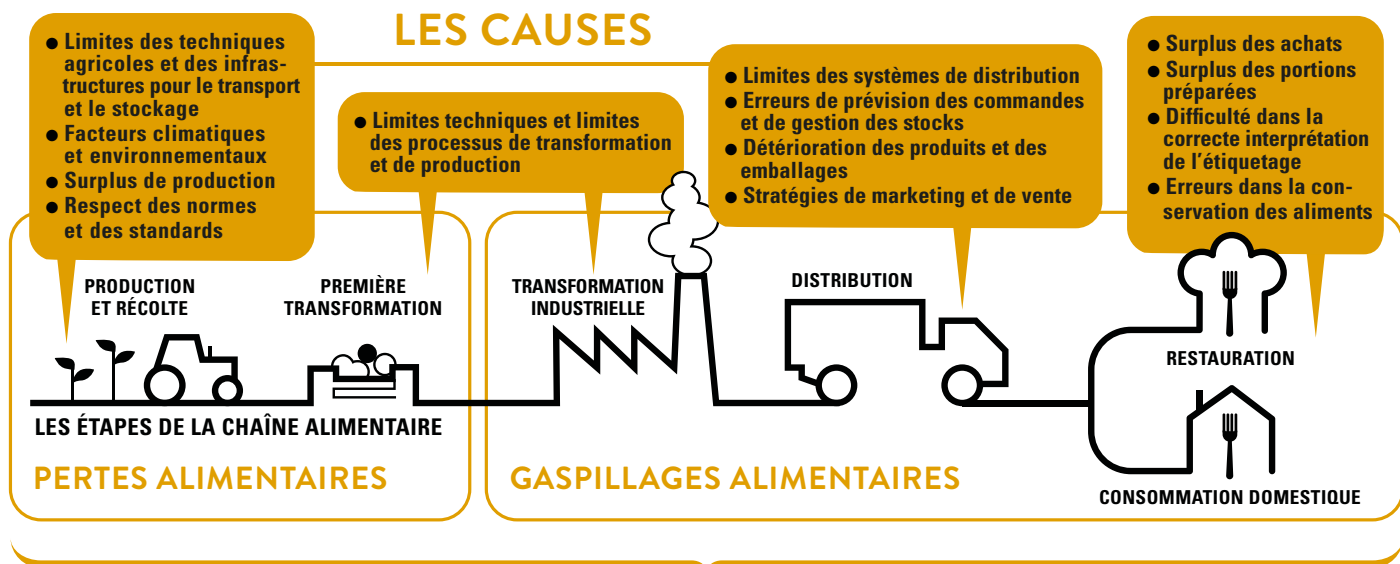 LES CAUSES
● Limites des techniques
agricoles et des infra-
structures pour le transport
et le stockage
● Facteurs climatiques
et environnementaux
● Surplus de production
● Respect des normes
et des standards
● Limites techniques et limites
des processus de transformation
et de production
● Limites des systèmes de distribution
● Erreurs de prévision des commandes
et de gestion des stocks
● Détérioration des produits et des
emballages
● Stratégies de marketing et de vente
● Surplus des achats
● Surplus des portions
préparées
● Difficulté dans la
correcte interprétation
de l'étiquetage
● Erreurs dans la con-
servation des aliments
PRODUCTION
ET RÉCOLTE
PREMIÈRE
TRANSFORMATION
TRANSFORMATION
INDUSTRIELLE
DISTRIBUTION
RESTAURATION
CONSOMMATION DOMESTIQUE
LES ÉTAPES DE LA CHAÎNE ALIMENTAIRE
PERTES ALIMENTAIRES
GASPILLAGES ALIMENTAIRES